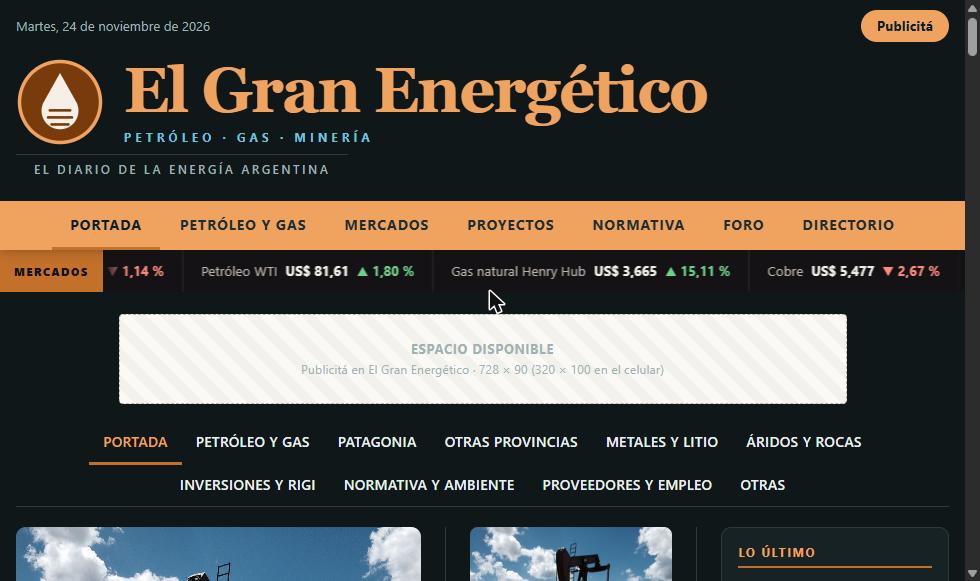 Martes, 24 de noviembre de 2026
Publicitá
El Gran Energético
PETRÓLEO · GAS · MINERÍA
EL DIARIO DE LA ENERGÍA ARGENTINA
PORTADA PETRÓLEO Y GAS MERCADOS PROYECTOS NORMATIVA FORO DIRECTORIO
MERCADOS ▼ 1,14 % Petróleo WTI US$ 81,61 ▲ 1,80 % Gas natural Henry Hub US$ 3,665 ▲ 15,11 % Cobre US$ 5,477 ▼ 2,67 %
ESPACIO DISPONIBLE
Publicitá en El Gran Energético · 728 × 90 (320 × 100 en el celular)
PORTADA PETRÓLEO Y GAS PATAGONIA OTRAS PROVINCIAS METALES Y LITIO ÁRIDOS Y ROCAS
INVERSIONES Y RIGI NORMATIVA Y AMBIENTE PROVEEDORES Y EMPLEO OTRAS
LO ÚLTIMO